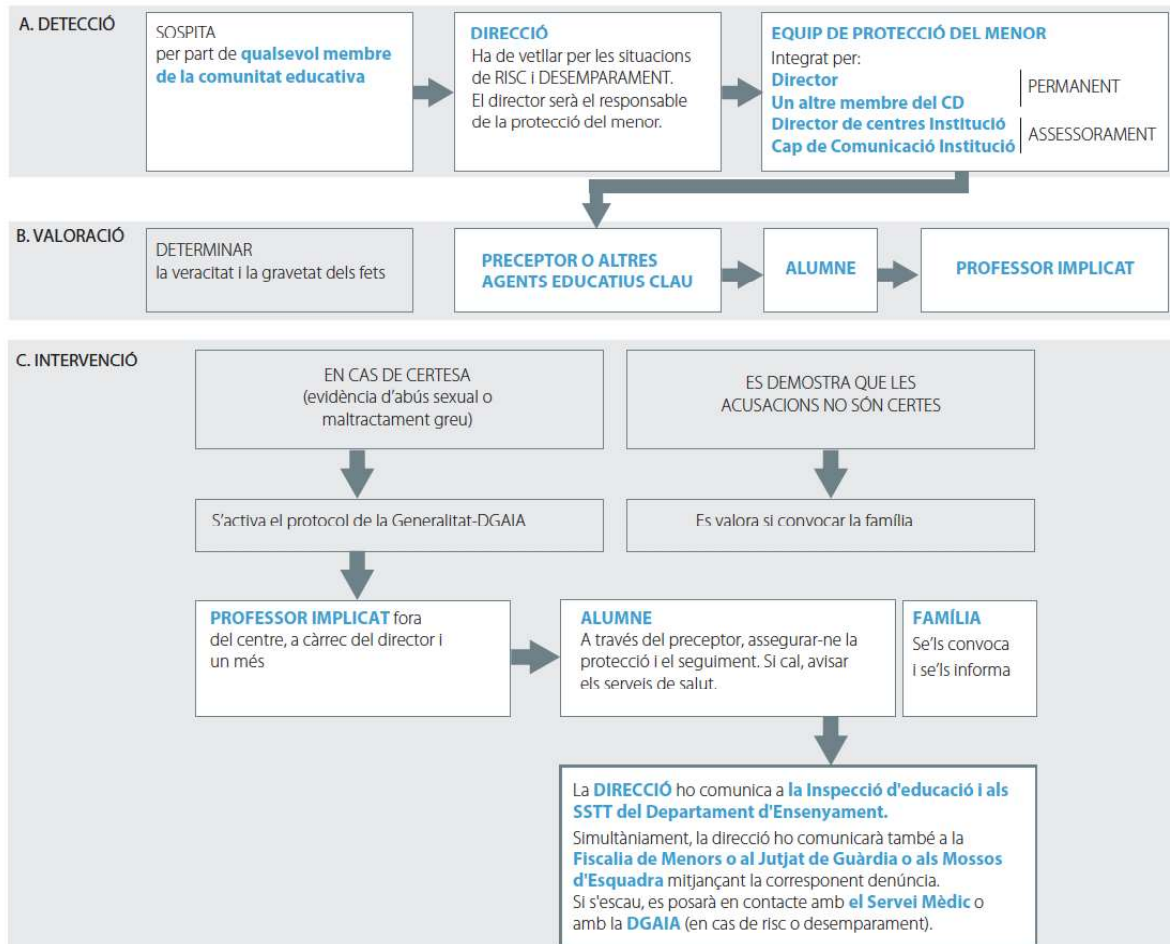 A. DETECCIÓ
SOSPITA
per part de qualsevol membre
de la comunitat educativa
DIRECCIÓ
Ha de vetllar per les situacions
de RISC i DESEMPARAMENT.
El director serà el responsable
de la protecció del menor.
EQUIP DE PROTECCIÓ DEL MENOR
Integrat per:
Director
Un altre membre del CD
PERMANENT
Director de centres Institució
Cap de Comunicació Institució
ASSESSORAMENT
B. VALORACIÓ
DETERMINAR
la veracitat i la gravetat dels fets
PRECEPTOR O ALTRES
AGENTS EDUCATIUS CLAU
ALUMNE
PROFESSOR IMPLICAT
C. INTERVENCIÓ
EN CAS DE CERTESA
(evidència d'abús sexual o
maltractament greu)
ES DEMOSTRA QUE LES
ACUSACIONS NO SÓN CERTES
S'activa el protocol de la Generalitat-DGAIA
Es valora si convocar la família
PROFESSOR IMPLICAT fora
del centre, a càrrec del director i
un més
ALUMNE
A través del preceptor, assegurar-ne la
protecció i el seguiment. Si cal, avisar
els serveis de salut.
FAMÍLIA
Se'ls convoca
i se'ls informa
La DIRECCIÓ ho comunica a la Inspecció d'educació i als
SSTT del Departament d'Ensenyament.
Simultàniament, la direcció ho comunicarà també a la
Fiscalia de Menors o al Jutjat de Guàrdia o als Mossos
d'Esquadra mitjançant la corresponent denúncia.
Si s'escau, es posarà en contacte amb el Servei Mèdic o
amb la DGAIA (en cas de risc o desemparament).